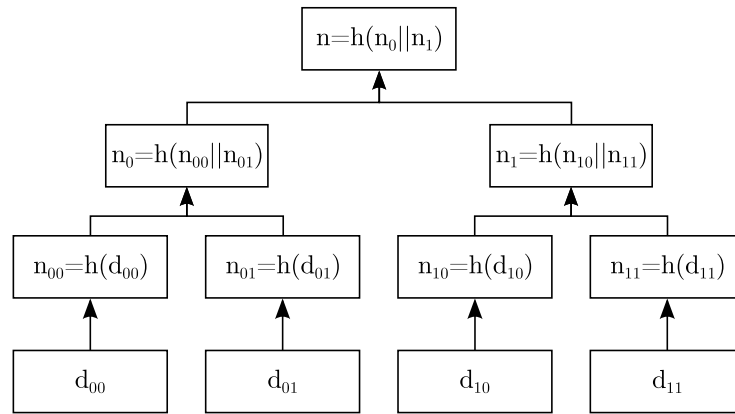 n=h(n₀||n₁)
n₀=h(n₀₀||n₀₁)
n₁=h(n₁₀||n₁₁)
n₀₀=h(d₀₀)
n₀₁=h(d₀₁)
n₁₀=h(d₁₀)
n₁₁=h(d₁₁)
d₀₀
d₀₁
d₁₀
d₁₁